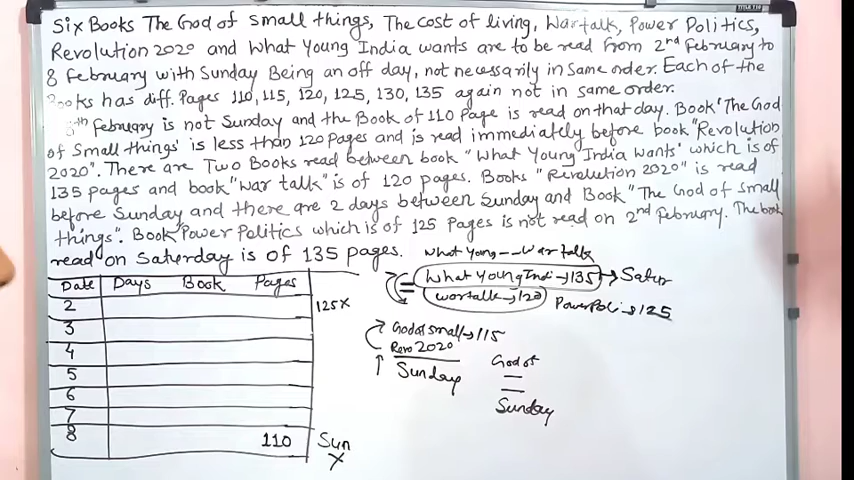 Six Books The God of small things, The cost of living, War talk, Power Politics,
Revolution 2020 and what Young India wants are to be read from 2nd February to
8 february with Sunday Being an off day, not necessarily in same order. Each of the
Books has diff. Pages 110, 115, 120, 125, 130, 135 again not in same order.
8th february is not Sunday and the Book of 110 Page is read on that day. Book 'The God
of Small things' is less than 120 pages and is read immediately before book "Revolution
2020". There are Two Books read between book "What Young India Wants" which is of
135 pages and book "War talk" is of 120 pages. Books "Revolution 2020" is read
before Sunday and there are 2 days between Sunday and Book "The God of Small
things". Book "Power Politics which is of 125 Pages is not read on 2nd february. The book
read on Saturday is of 135 pages.
What Young -- War talk
Date Days Book Pages
What Young Indi → 135 → Satur
2 125 x
wartalk → 120 Power Poli → 125
3
God of small → 115
4 Revo 2020
God of
5 Sunday
6
Sunday
7
8 110 Sun
x